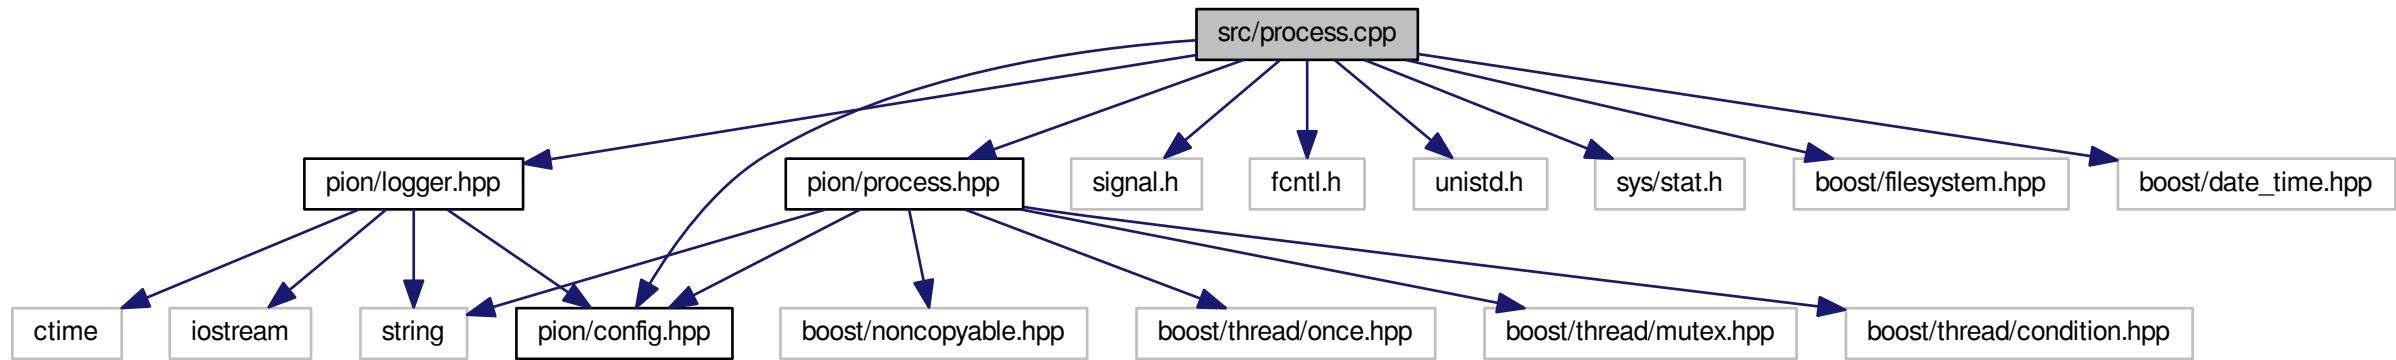 src/process.cpp
pion/logger.hpp
pion/process.hpp
signal.h
fcntl.h
unistd.h
sys/stat.h
boost/filesystem.hpp
boost/date_time.hpp
ctime
iostream
string
pion/config.hpp
boost/noncopyable.hpp
boost/thread/once.hpp
boost/thread/mutex.hpp
boost/thread/condition.hpp